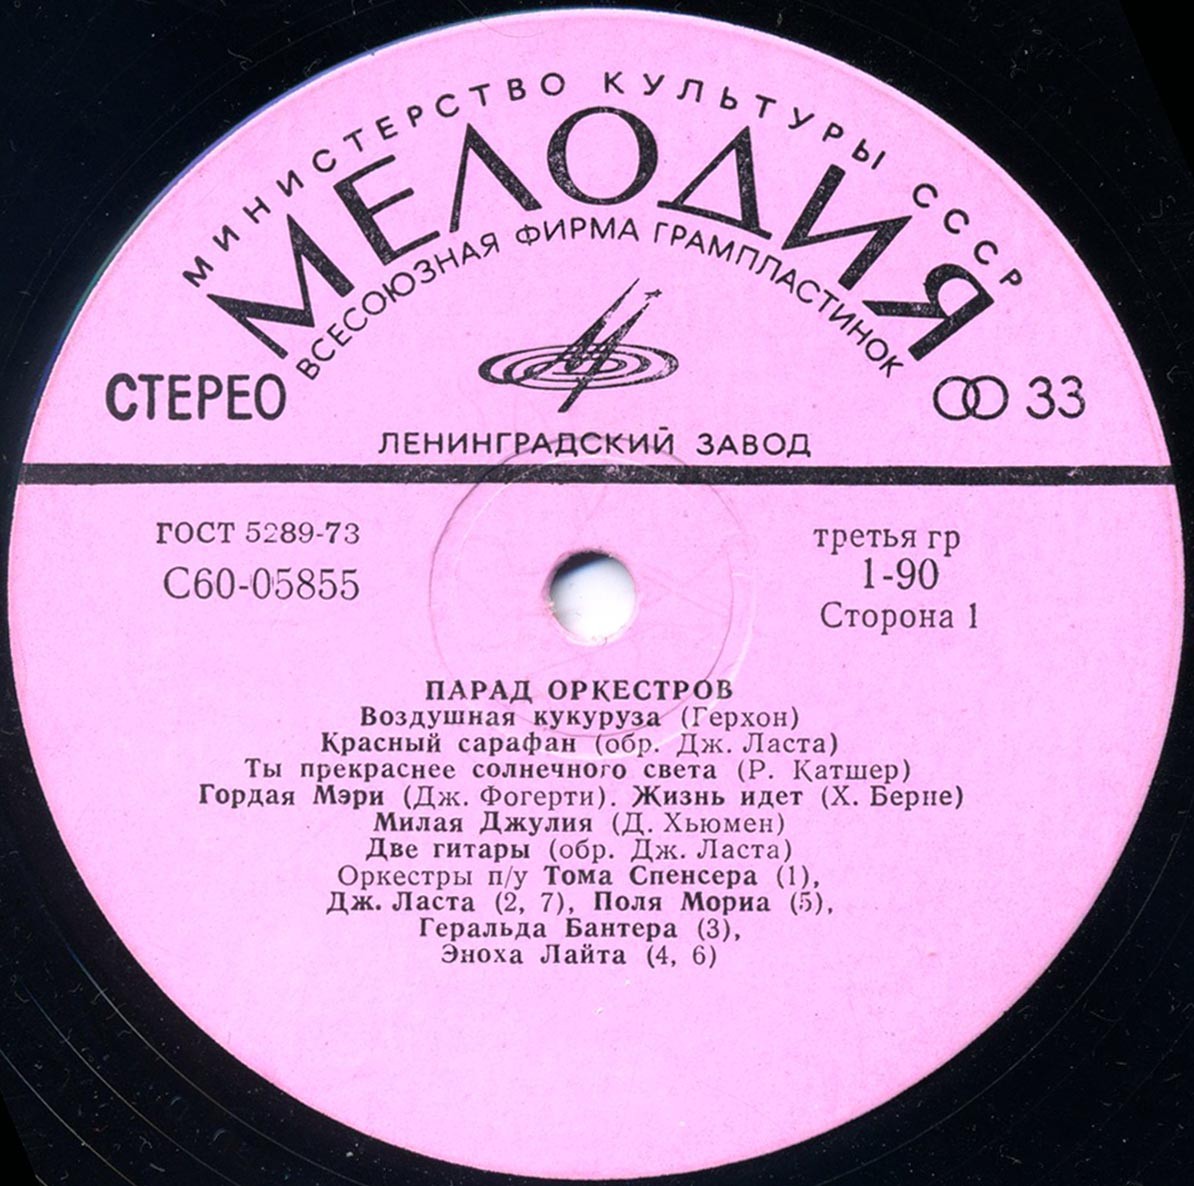 МИНИСТЕРСТВО КУЛЬТУРЫ СССР
МЕЛОДИЯ
ВСЕСОЮЗНАЯ ФИРМА ГРАМПЛАСТИНОК
СТЕРЕО
33
ЛЕНИНГРАДСКИЙ ЗАВОД
ГОСТ 5289-73
С60-05855
третья гр
1-90
Сторона 1
ПАРАД ОРКЕСТРОВ
Воздушная кукуруза (Герхон)
Красный сарафан (обр. Дж. Ласта)
Ты прекраснее солнечного света (Р. Катшер)
Гордая Мэри (Дж. Фогерти). Жизнь идет (Х. Берне)
Милая Джулия (Д. Хьюмен)
Две гитары (обр. Дж. Ласта)
Оркестры п/у Тома Спенсера (1),
Дж. Ласта (2, 7), Поля Мориа (5),
Геральда Бантера (3),
Эноха Лайта (4, 6)